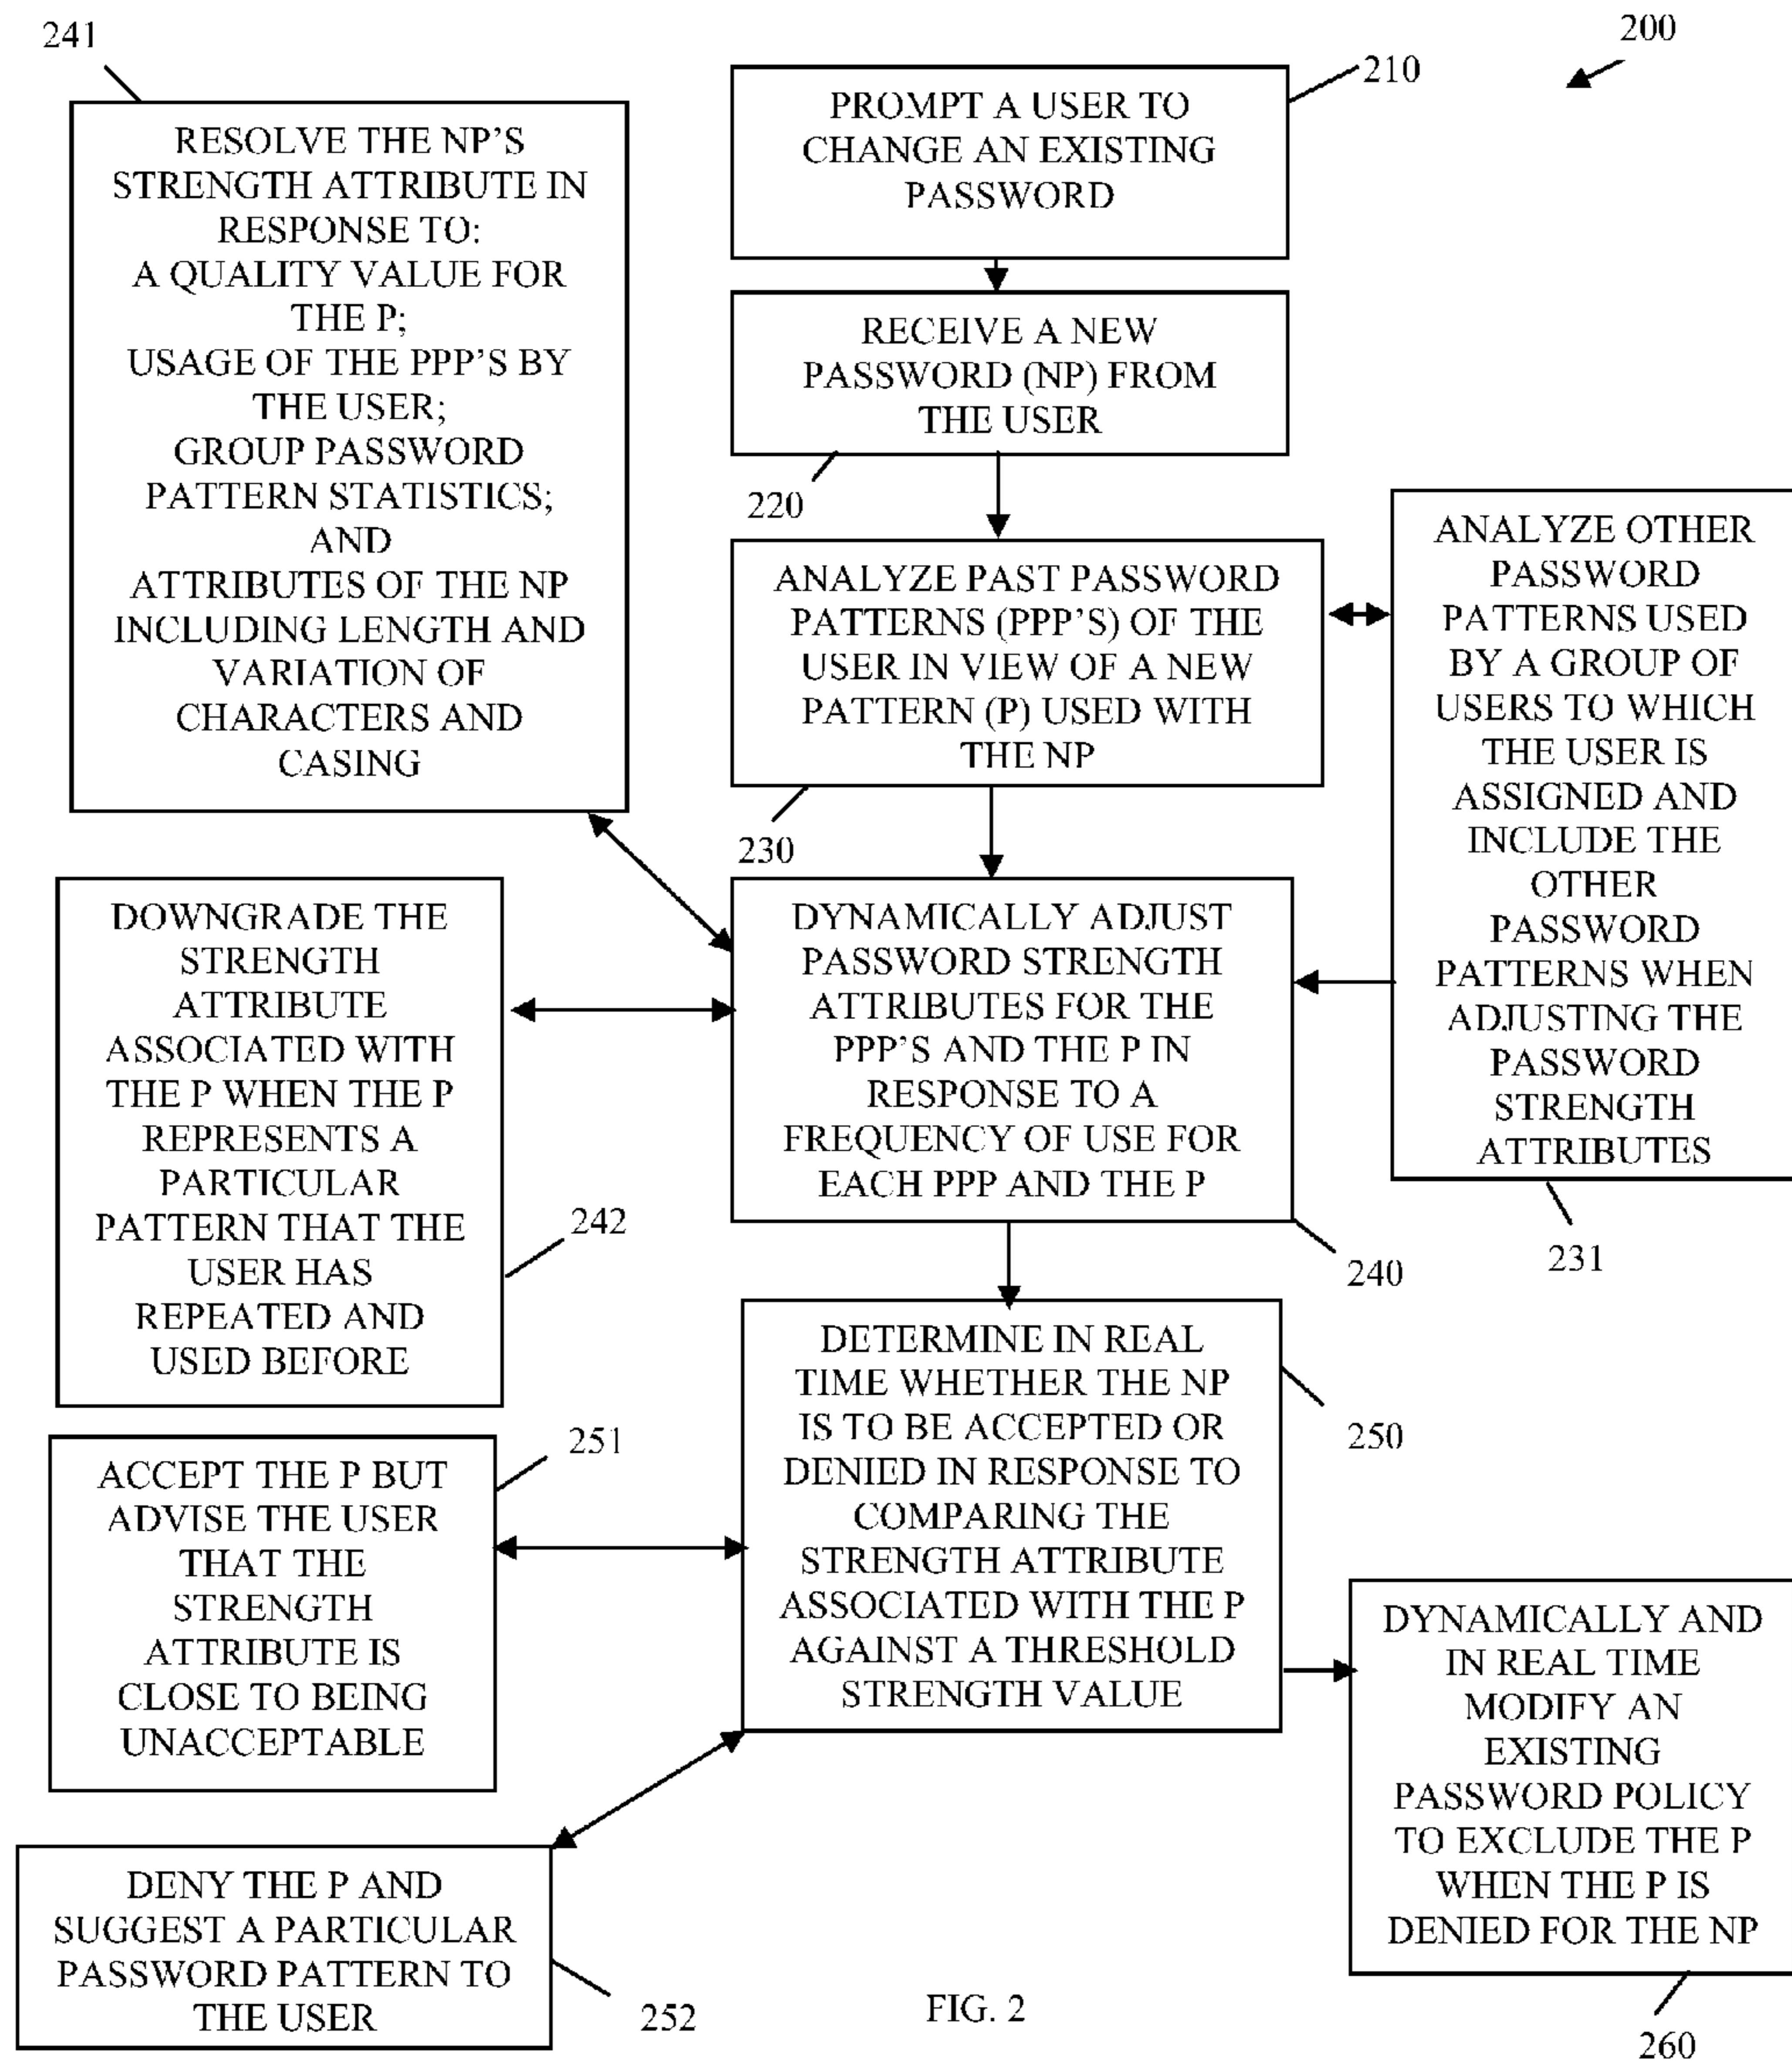 200
210
PROMPT A USER TO
CHANGE AN EXISTING
PASSWORD
RECEIVE A NEW
PASSWORD (NP) FROM
THE USER
220
ANALYZE PAST PASSWORD
PATTERNS (PPP'S) OF THE
USER IN VIEW OF A NEW
PATTERN (P) USED WITH
THE NP
230
ANALYZE OTHER
PASSWORD
PATTERNS USED
BY A GROUP OF
USERS TO WHICH
THE USER IS
ASSIGNED AND
INCLUDE THE
OTHER
PASSWORD
PATTERNS WHEN
ADJUSTING THE
PASSWORD
STRENGTH
ATTRIBUTES
231
DYNAMICALLY ADJUST
PASSWORD STRENGTH
ATTRIBUTES FOR THE
PPP'S AND THE P IN
RESPONSE TO A
FREQUENCY OF USE FOR
EACH PPP AND THE P
240
241
RESOLVE THE NP'S
STRENGTH ATTRIBUTE IN
RESPONSE TO:
A QUALITY VALUE FOR
THE P;
USAGE OF THE PPP'S BY
THE USER;
GROUP PASSWORD
PATTERN STATISTICS;
AND
ATTRIBUTES OF THE NP
INCLUDING LENGTH AND
VARIATION OF
CHARACTERS AND
CASING
DOWNGRADE THE
STRENGTH
ATTRIBUTE
ASSOCIATED WITH
THE P WHEN THE P
REPRESENTS A
PARTICULAR
PATTERN THAT THE
USER HAS
REPEATED AND
USED BEFORE
242
DETERMINE IN REAL
TIME WHETHER THE NP
IS TO BE ACCEPTED OR
DENIED IN RESPONSE TO
COMPARING THE
STRENGTH ATTRIBUTE
ASSOCIATED WITH THE P
AGAINST A THRESHOLD
STRENGTH VALUE
250
251
ACCEPT THE P BUT
ADVISE THE USER
THAT THE
STRENGTH
ATTRIBUTE IS
CLOSE TO BEING
UNACCEPTABLE
DENY THE P AND
SUGGEST A PARTICULAR
PASSWORD PATTERN TO
THE USER
252
DYNAMICALLY AND
IN REAL TIME
MODIFY AN
EXISTING
PASSWORD POLICY
TO EXCLUDE THE P
WHEN THE P IS
DENIED FOR THE NP
260
FIG. 2